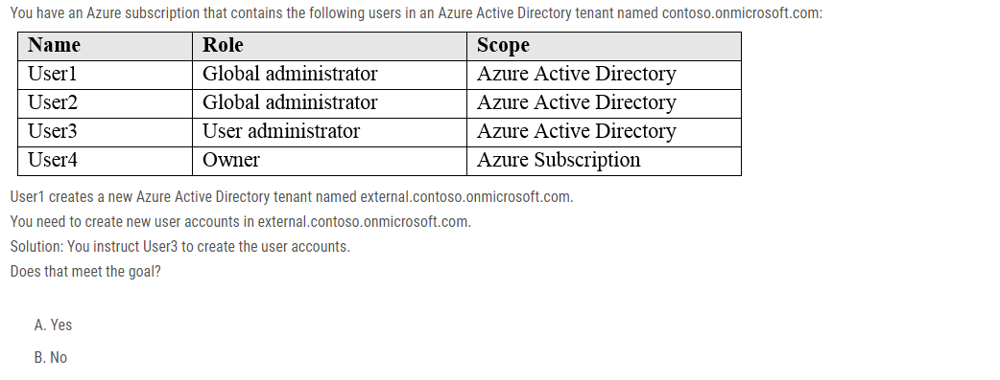 You have an Azure subscription that contains the following users in an Azure Active Directory tenant named contoso.onmicrosoft.com:
Name Role Scope
User1 Global administrator Azure Active Directory
User2 Global administrator Azure Active Directory
User3 User administrator Azure Active Directory
User4 Owner Azure Subscription
User1 creates a new Azure Active Directory tenant named external.contoso.onmicrosoft.com.
You need to create new user accounts in external.contoso.onmicrosoft.com.
Solution: You instruct User3 to create the user accounts.
Does that meet the goal?
A. Yes
B. No